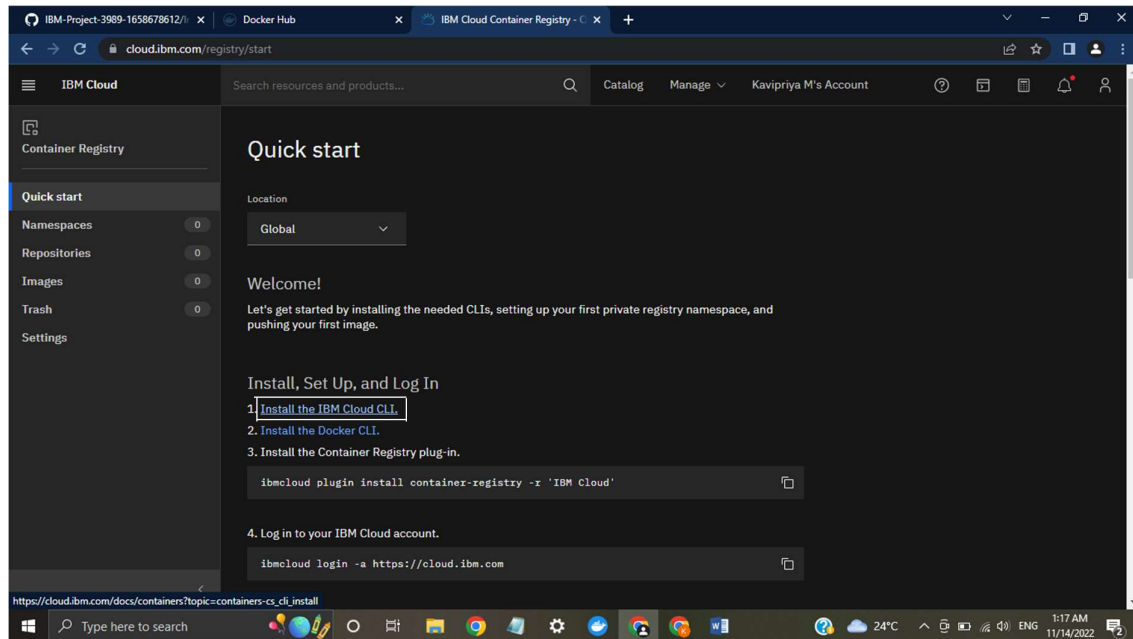 IBM-Project-3989-1658678612/I
Docker Hub
IBM Cloud Container Registry - C
cloud.ibm.com/registry/start
IBM Cloud
Search resources and products...
Catalog
Manage
Kavipriya M's Account
Container Registry
Quick start
Namespaces 0
Repositories 0
Images 0
Trash 0
Settings
Quick start
Location
Global
Welcome!
Let's get started by installing the needed CLIs, setting up your first private registry namespace, and
pushing your first image.
Install, Set Up, and Log In
1. Install the IBM Cloud CLI.
2. Install the Docker CLI.
3. Install the Container Registry plug-in.
ibmcloud plugin install container-registry -r 'IBM Cloud'
4. Log in to your IBM Cloud account.
ibmcloud login -a https://cloud.ibm.com
https://cloud.ibm.com/docs/containers?topic=containers-cs_cli_install
Type here to search
24°C
ENG
1:17 AM
11/14/2022
2